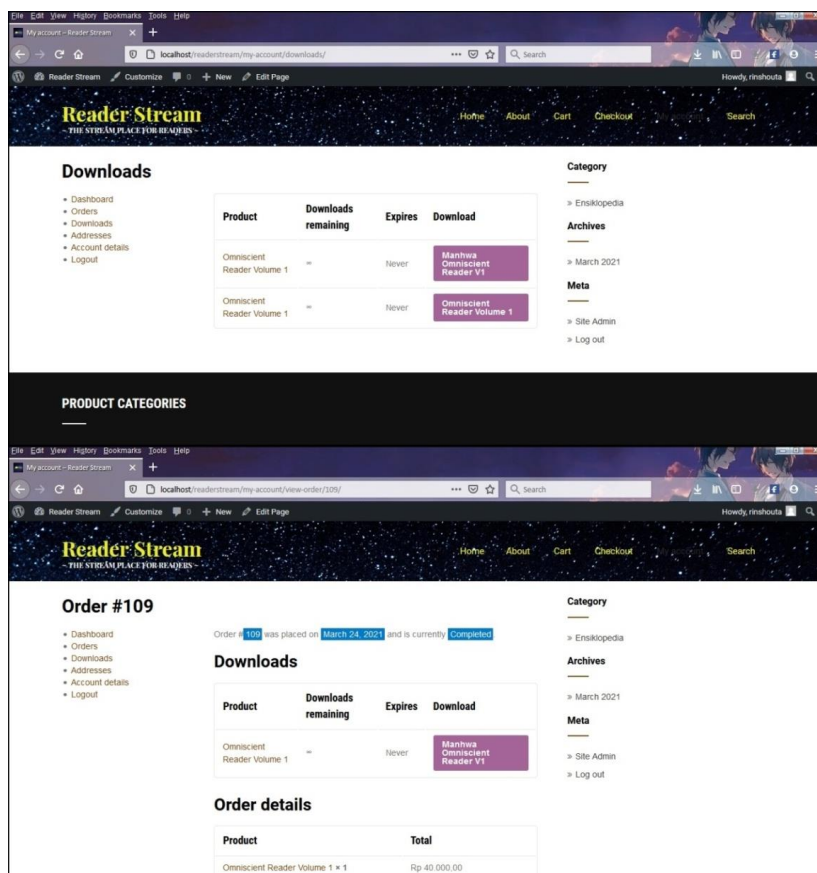 File Edit View History Bookmarks Tools Help
My account – Reader Stream
localhost/readerstream/my-account/downloads/
Search
Reader Stream Customize 0 New Edit Page Howdy, rinshouta
Reader Stream
~ THE STREAM PLACE FOR READERS ~
Home About Cart Checkout My account Search
Downloads
Dashboard
Orders
Downloads
Addresses
Account details
Logout
Product Downloads remaining Expires Download
Omniscient Reader Volume 1 ∞ Never Manhwa Omniscient Reader V1
Omniscient Reader Volume 1 ∞ Never Omniscient Reader Volume 1
Category
» Ensiklopedia
Archives
» March 2021
Meta
» Site Admin
» Log out
PRODUCT CATEGORIES
File Edit View History Bookmarks Tools Help
My account – Reader Stream
localhost/readerstream/my-account/view-order/109/
Search
Reader Stream Customize 0 New Edit Page Howdy, rinshouta
Reader Stream
~ THE STREAM PLACE FOR READERS ~
Home About Cart Checkout My account Search
Order #109
Dashboard
Orders
Downloads
Addresses
Account details
Logout
Order #109 was placed on March 24, 2021 and is currently Completed
Downloads
Product Downloads remaining Expires Download
Omniscient Reader Volume 1 ∞ Never Manhwa Omniscient Reader V1
Order details
Product Total
Omniscient Reader Volume 1 × 1 Rp 40.000,00
Category
» Ensiklopedia
Archives
» March 2021
Meta
» Site Admin
» Log out